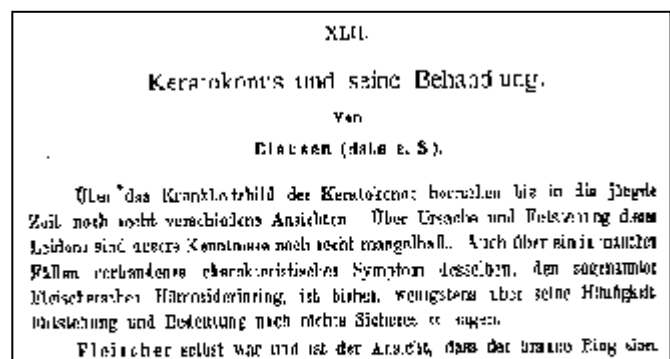 XLII.
Keratokonus und seine Behandlung.
Von
Clausen (Halle a. S.).
Über das Krankheitsbild des Keratokonus herrschen bis in die jüngste
Zeit noch recht verschiedene Ansichten. Über Ursache und Entstehung dieses
Leidens sind unsere Kenntnisse noch recht mangelhaft. Auch über ein in manchen
Fällen vorhandenes charakteristisches Symptom desselben, den sogenannten
Fleischerschen Hämosiderinring, ist bisher, wenigstens über seine Häufigkeit
Entstehung und Bedeutung noch nichts Sicheres zu sagen.
Fleischer selbst war und ist der Ansicht, dass der braune Ring eine